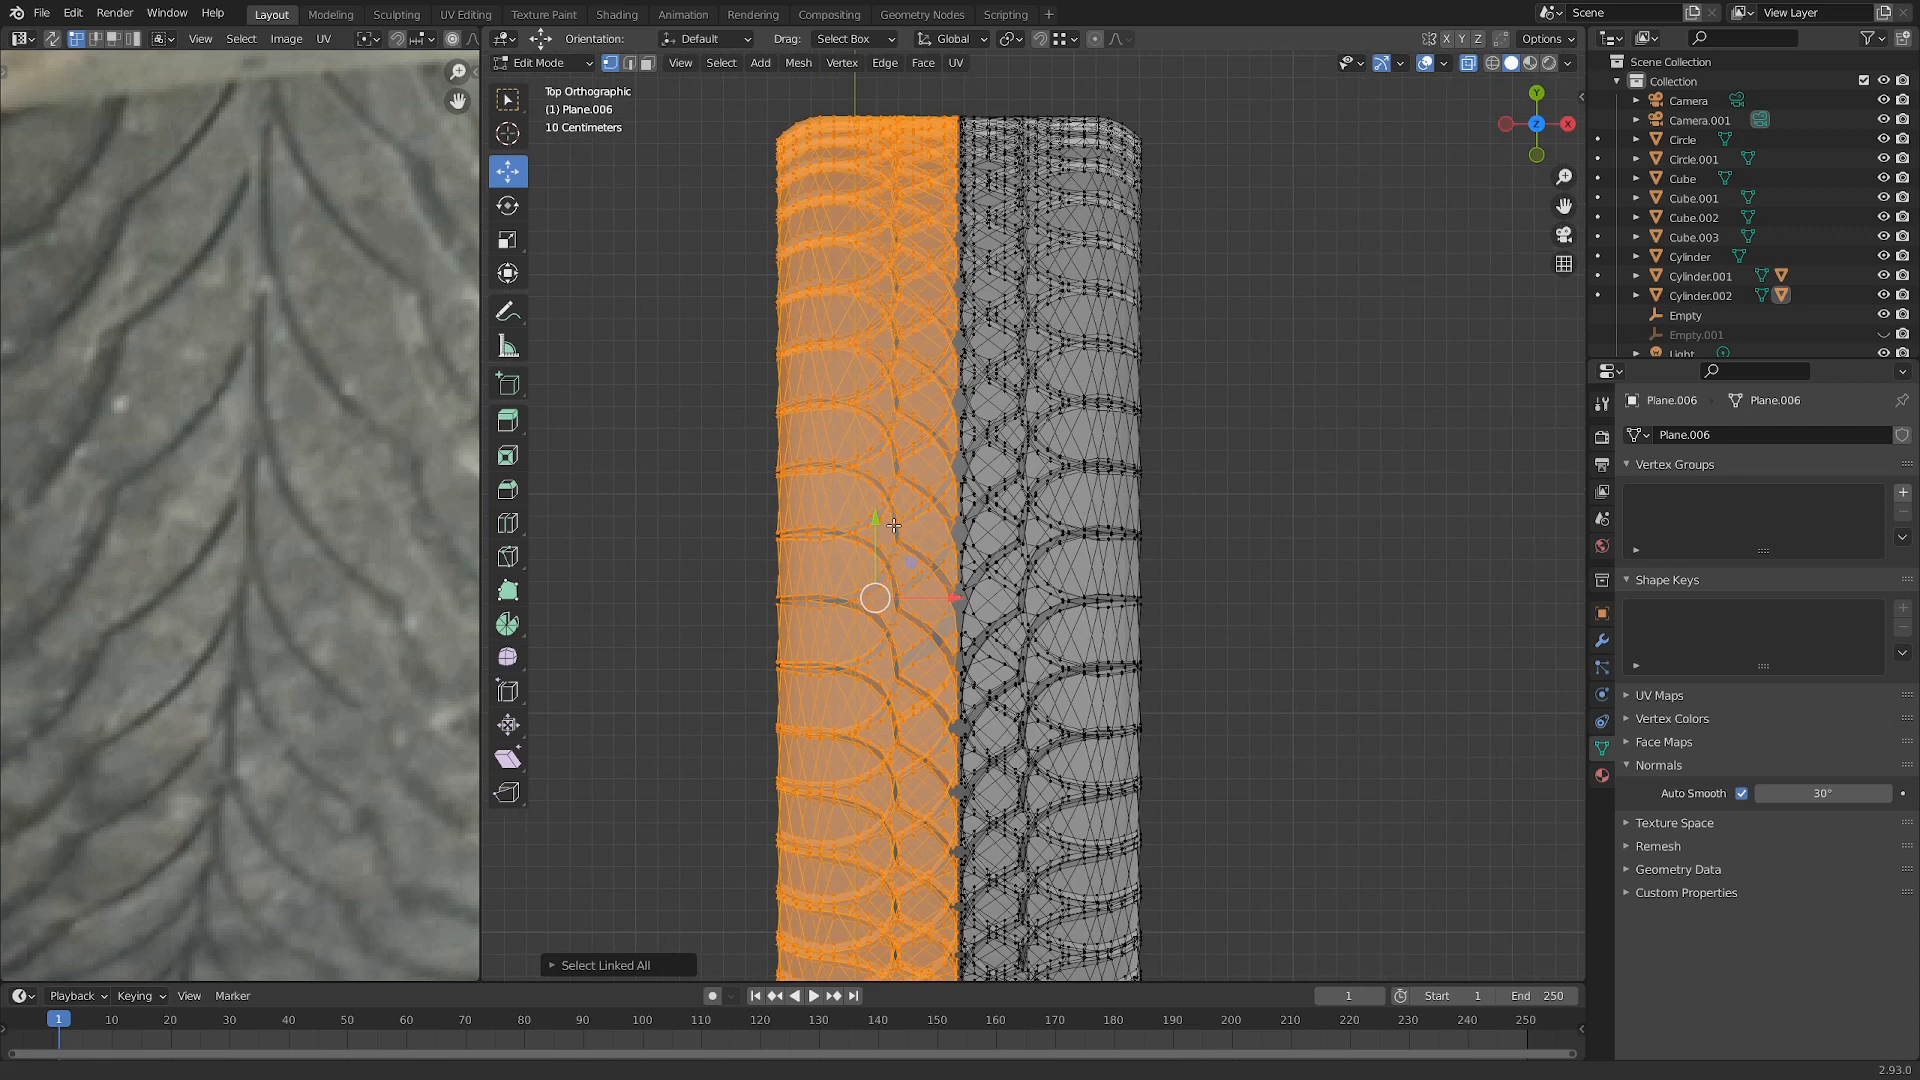 File Edit Render Window Help Layout Modeling Sculpting UV Editing Texture Paint Shading Animation Rendering Compositing Geometry Nodes Scripting + Scene View Layer
View Select Image UV Orientation: Default Drag: Select Box Global X Y Z Options
Edit Mode View Select Add Mesh Vertex Edge Face UV
Top Orthographic
(1) Plane.006
10 Centimeters
Y
Z
X
Select Linked All
Scene Collection
Collection
Camera
Camera.001
Circle
Circle.001
Cube
Cube.001
Cube.002
Cube.003
Cylinder
Cylinder.001
Cylinder.002
Empty
Empty.001
Light
Plane.006 Plane.006
Plane.006
Vertex Groups
Shape Keys
UV Maps
Vertex Colors
Face Maps
Normals
Auto Smooth 30°
Texture Space
Remesh
Geometry Data
Custom Properties
Playback Keying View Marker 1 Start 1 End 250
1 10 20 30 40 50 60 70 80 90 100 110 120 130 140 150 160 170 180 190 200 210 220 230 240 250
2.93.0